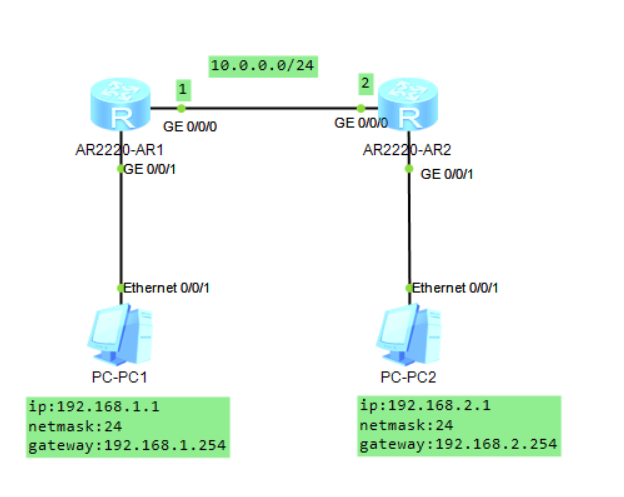 10.0.0.0/24
1
2
R
R
GE 0/0/0
GE 0/0/0
AR2220-AR1
AR2220-AR2
GE 0/0/1
GE 0/0/1
Ethernet 0/0/1
Ethernet 0/0/1
PC-PC1
PC-PC2
ip:192.168.1.1
netmask:24
gateway:192.168.1.254
ip:192.168.2.1
netmask:24
gateway:192.168.2.254